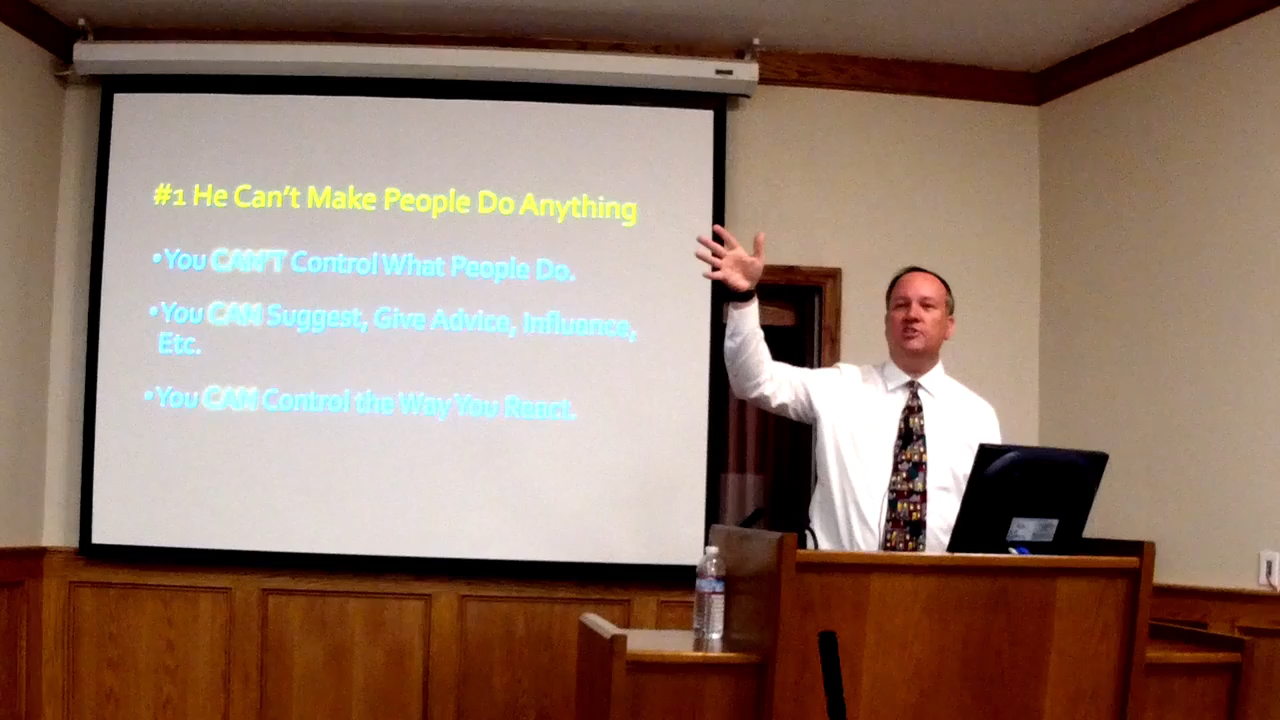 #1 He Can't Make People Do Anything
•You CAN'T Control What People Do.
•You CAN Suggest, Give Advice, Influence,
Etc.
•You CAN Control the Way You React.